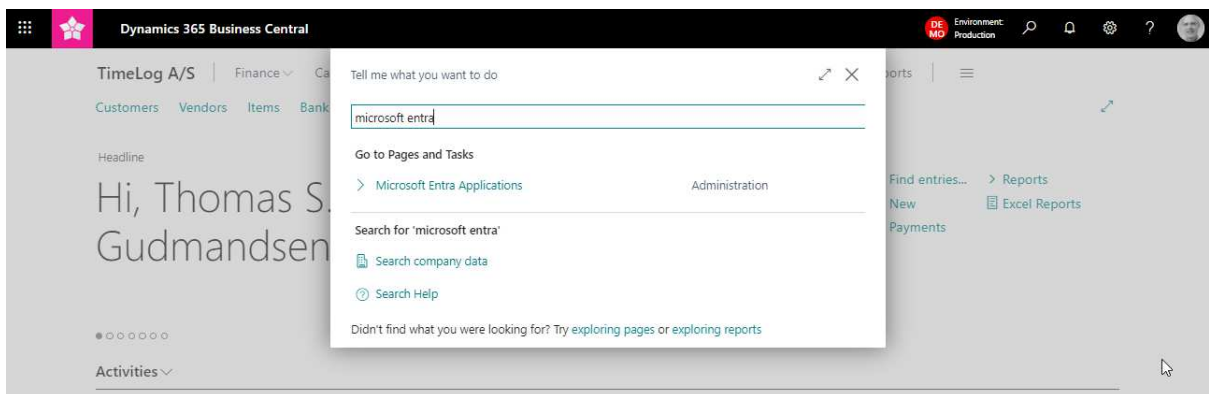 Dynamics 365 Business Central
DE
MO
Environment:
Production
?
TimeLog A/S
Finance
Ca
orts
Customers Vendors Items Bank
Tell me what you want to do
microsoft entra
Go to Pages and Tasks
Microsoft Entra Applications Administration
Search for 'microsoft entra'
Search company data
Search Help
Didn't find what you were looking for? Try exploring pages or exploring reports
Headline
Hi, Thomas S.
Gudmandsen
Find entries... > Reports
New Excel Reports
Payments
Activities